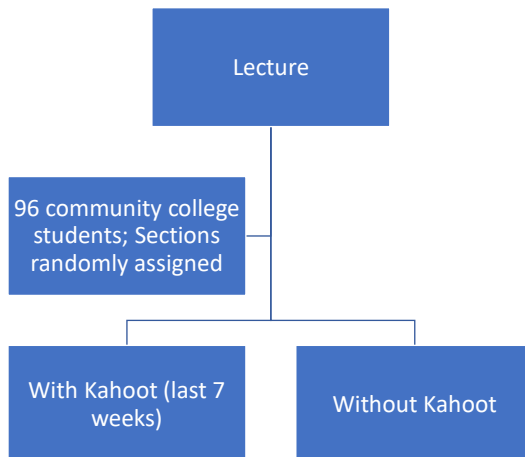 Lecture
96 community college
students; Sections
randomly assigned
With Kahoot (last 7
weeks)
Without Kahoot